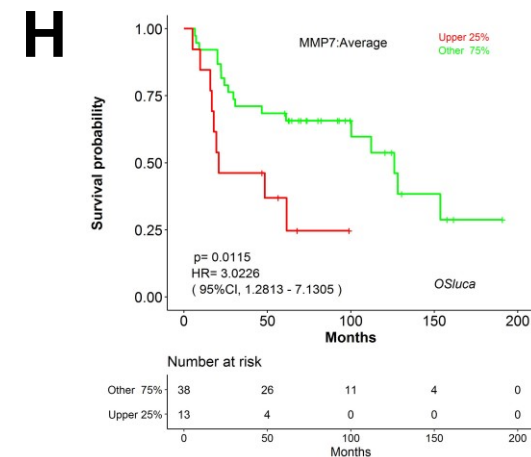 H
MMP7:Average
Upper 25%
Other 75%
1.00
0.75
0.50
0.25
0.00
Survival probability
p= 0.0115
HR= 3.0226
( 95%CI, 1.2813 - 7.1305 )
OSluca
0 50 100 150 200
Months
Number at risk
Other 75% 38 26 11 4 0
Upper 25% 13 4 0 0 0
0 50 100 150 200
Months